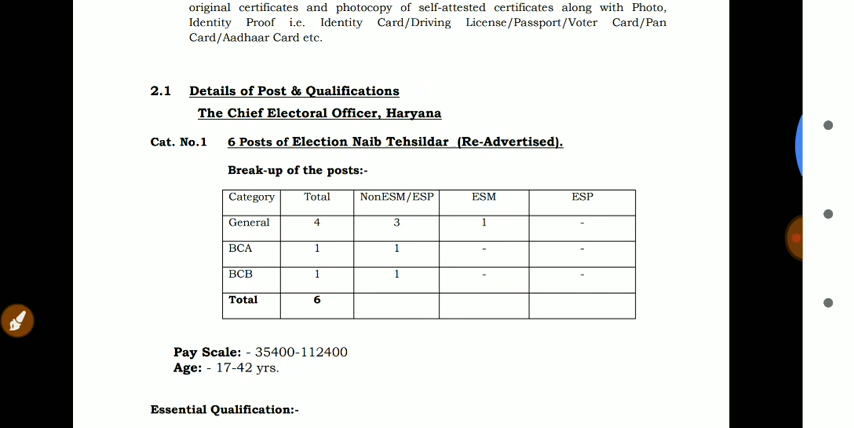 original certificates and photocopy of self-attested certificates along with Photo,
Identity Proof i.e. Identity Card/Driving License/Passport/Voter Card/Pan
Card/Aadhaar Card etc.
2.1 Details of Post & Qualifications
The Chief Electoral Officer, Haryana
Cat. No.1 6 Posts of Election Naib Tehsildar (Re-Advertised).
Break-up of the posts:-
Category Total NonESM/ESP ESM ESP
General 4 3 1 -
BCA 1 1 - -
BCB 1 1 - -
Total 6
Pay Scale: - 35400-112400
Age: - 17-42 yrs.
Essential Qualification:-